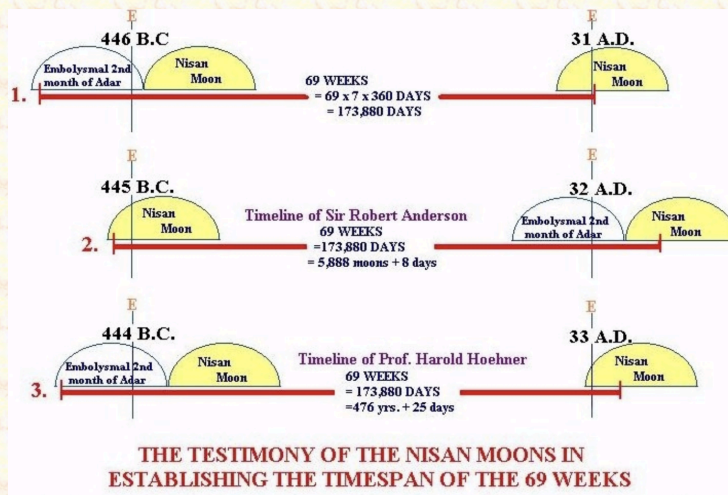 E E
446 B.C 31 A.D.
Embolysmal 2nd
month of Adar
Nisan
Moon
Nisan
Moon
1.
69 WEEKS
= 69 x 7 x 360 DAYS
= 173,880 DAYS
E E
445 B.C. 32 A.D.
Nisan
Moon
Timeline of Sir Robert Anderson
Embolysmal 2nd
month of Adar
Nisan
Moon
2.
69 WEEKS
=173,880 DAYS
= 5,888 moons + 8 days
E E
444 B.C. 33 A.D.
Embolysmal 2nd
month of Adar
Nisan
Moon
Timeline of Prof. Harold Hoehner
Nisan
Moon
3.
69 WEEKS
= 173,880 DAYS
=476 yrs. + 25 days
THE TESTIMONY OF THE NISAN MOONS IN
ESTABLISHING THE TIMESPAN OF THE 69 WEEKS